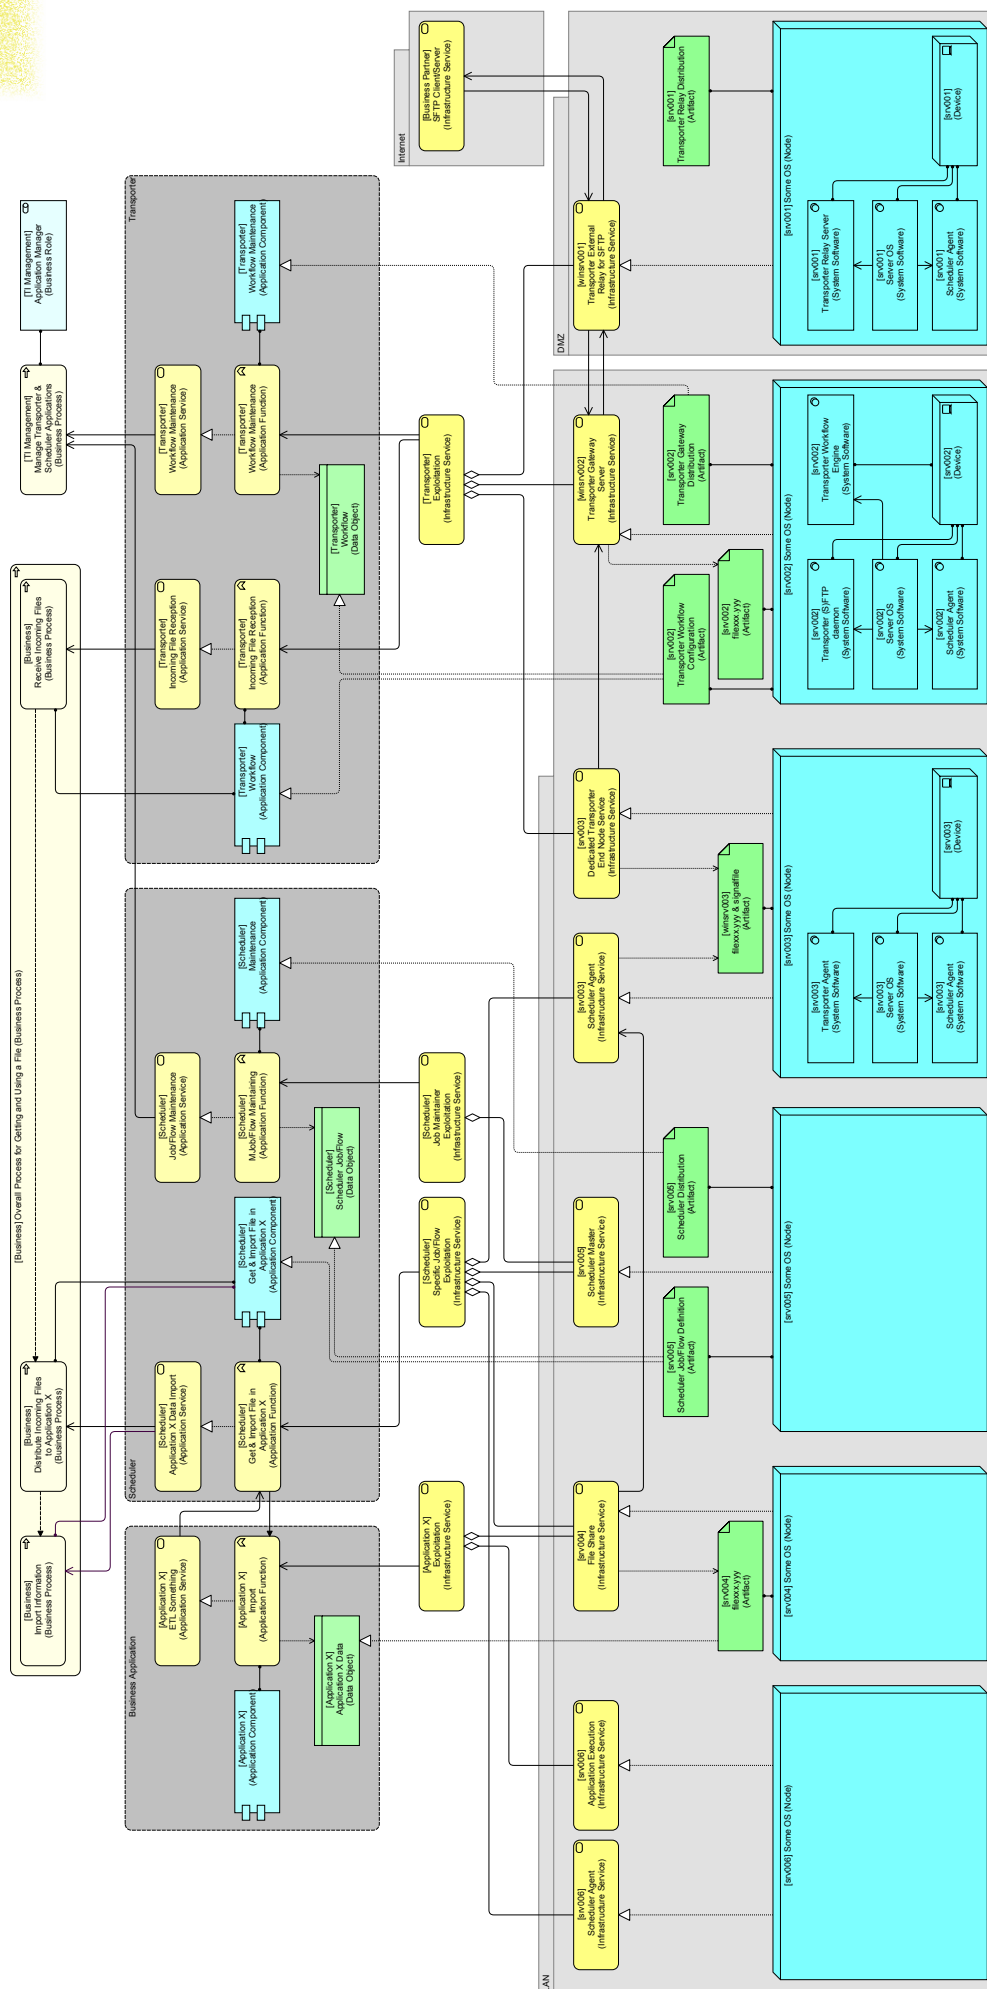 [Business] Overall Process for Getting and Using a File (Business Process)
[Business]
Import Information
(Business Process)
[Business]
Distribute Incoming Files
to Application X
(Business Process)
[Business]
Receive Incoming Files
(Business Process)
[TI Management]
Manage Transporter &
Scheduler Applications
(Business Process)
[TI Management]
Application Manager
(Business Role)
Business Application
[Application X]
ETL Something
(Application Service)
[Application X]
Import
(Application Function)
[Application X]
(Application Component)
[Application X]
Application X Data
(Data Object)
Scheduler
[Scheduler]
Application X Data Import
(Application Service)
[Scheduler]
Job/Flow Maintenance
(Application Service)
[Scheduler]
Get & Import File in
Application X
(Application Function)
[Scheduler]
Get & Import File in
Application X
(Application Component)
[Scheduler]
MJob/Flow Maintaining
(Application Function)
[Scheduler]
Maintenance
(Application Component)
[Scheduler]
Scheduler Job/Flow
(Data Object)
Transporter
[Transporter]
Incoming File Reception
(Application Service)
[Transporter]
Workflow Maintenance
(Application Service)
[Transporter]
Workflow
(Application Component)
[Transporter]
Incoming File Reception
(Application Function)
[Transporter]
Workflow Maintenance
(Application Function)
[Transporter]
Workflow Maintenance
(Application Component)
[Transporter]
Workflow
(Data Object)
[Application X]
Exploitation
(Infrastructure Service)
[Scheduler]
Specific Job/Flow
Exploitation
(Infrastructure Service)
[Scheduler]
Job Maintainer
Exploitation
(Infrastructure Service)
[Transporter]
Exploitation
(Infrastructure Service)
Internet
[Business Partner]
SFTP Client/Server
(Infrastructure Service)
DMZ
[srv006]
Scheduler Agent
(Infrastructure Service)
[srv006]
Application Execution
(Infrastructure Service)
[srv004]
File Share
(Infrastructure Service)
[srv005]
Scheduler Master
(Infrastructure Service)
[srv003]
Scheduler Agent
(Infrastructure Service)
[srv003]
Dedicated Transporter
End Node Service
(Infrastructure Service)
[winsrv002]
Transporter Gateway
Server
(Infrastructure Service)
[winsrv001]
Transporter External
Relay for SFTP
(Infrastructure Service)
[srv005]
Scheduler Job/Flow Definition
(Artifact)
[srv005]
Scheduler Distribution
(Artifact)
[srv002]
Transporter Workflow
Configuration
(Artifact)
[srv002]
Transporter Gateway
Distribution
(Artifact)
[srv001]
Transporter Relay Distribution
(Artifact)
[srv004]
filexxx.yyy
(Artifact)
[winsrv003]
filexxx.yyy & signalfile
(Artifact)
[srv002]
filexxx.yyy
(Artifact)
[srv006] Some OS (Node)
[srv004] Some OS (Node)
[srv005] Some OS (Node)
[srv003] Some OS (Node)
[srv003]
Transporter Agent
(System Software)
[srv003]
Server OS
(System Software)
[srv003]
Scheduler Agent
(System Software)
[srv003]
(Device)
[srv002] Some OS (Node)
[srv002]
Transporter (S)FTP
daemon
(System Software)
[srv002]
Transporter Workflow
Engine
(System Software)
[srv002]
Server OS
(System Software)
[srv002]
Scheduler Agent
(System Software)
[srv002]
(Device)
[srv001] Some OS (Node)
[srv001]
Transporter Relay Server
(System Software)
[srv001]
Server OS
(System Software)
[srv001]
Scheduler Agent
(System Software)
[srv001]
(Device)